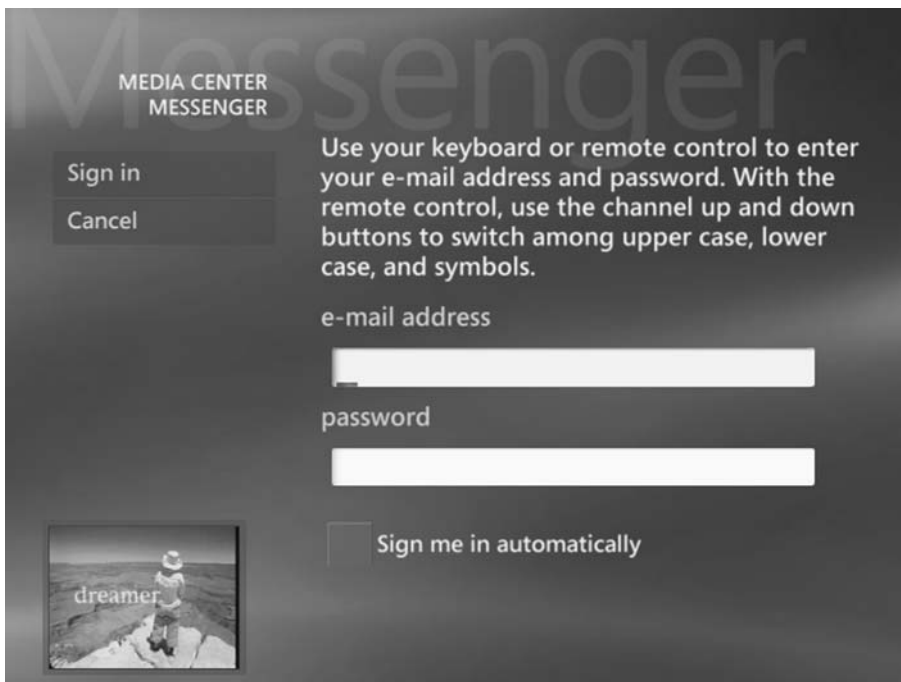 Messenger
MEDIA CENTER
MESSENGER
Sign in
Cancel
Use your keyboard or remote control to enter
your e-mail address and password. With the
remote control, use the channel up and down
buttons to switch among upper case, lower
case, and symbols.
e-mail address
password
Sign me in automatically
dreamer